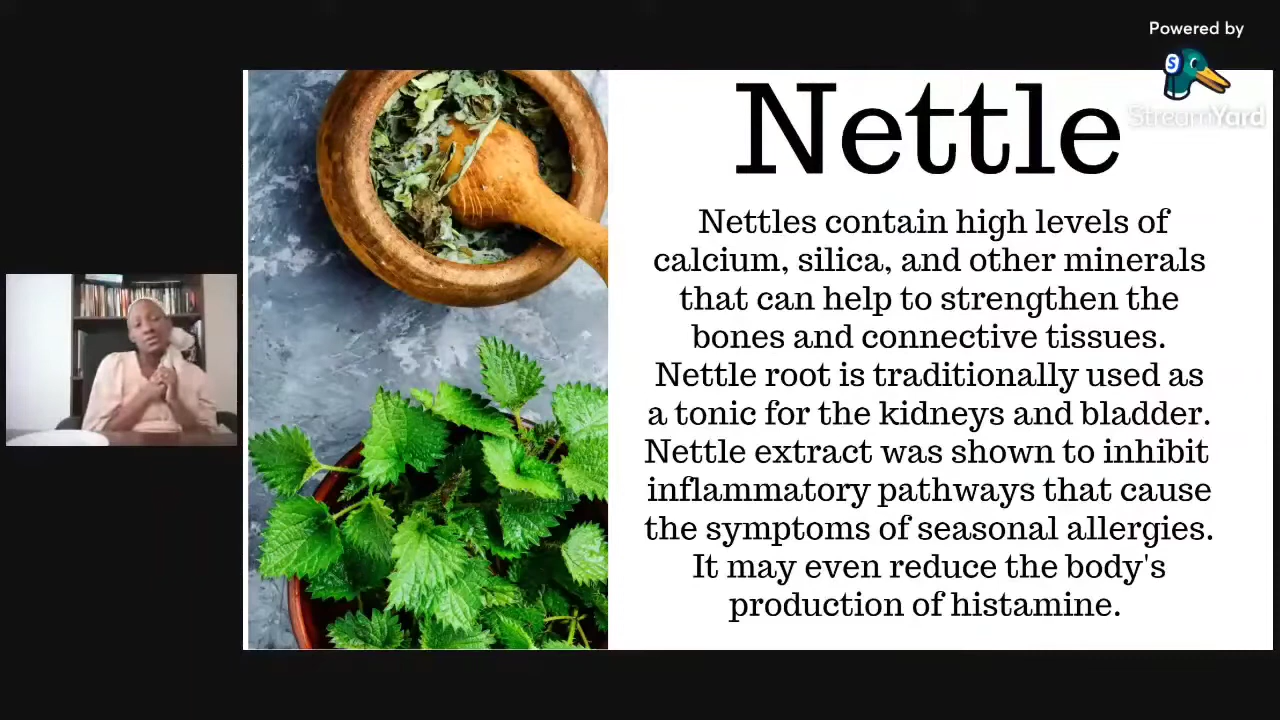 Powered by
S
StreamYard
Nettle
Nettles contain high levels of
calcium, silica, and other minerals
that can help to strengthen the
bones and connective tissues.
Nettle root is traditionally used as
a tonic for the kidneys and bladder.
Nettle extract was shown to inhibit
inflammatory pathways that cause
the symptoms of seasonal allergies.
It may even reduce the body's
production of histamine.